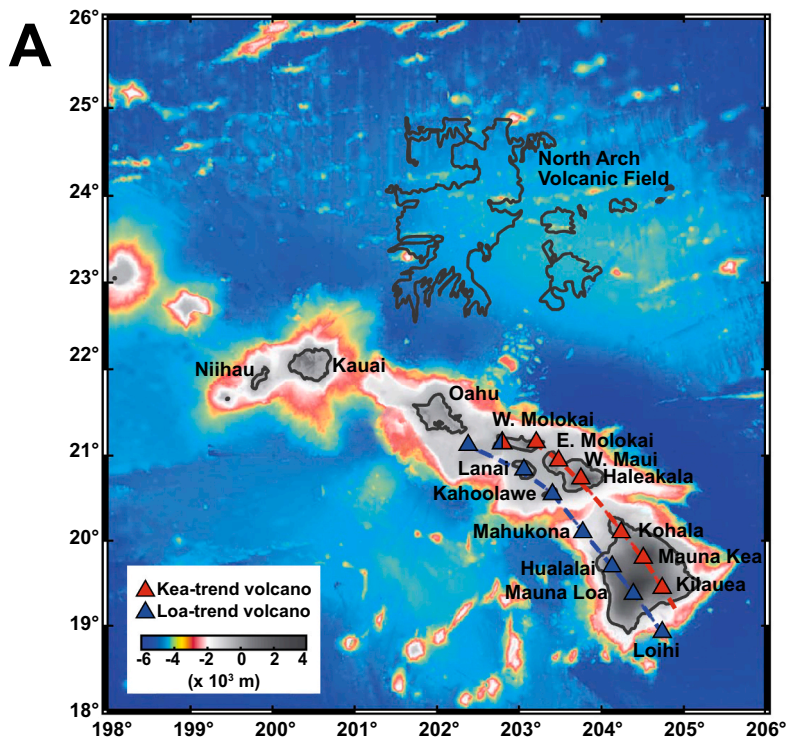 A
26°
25°
24°
23°
22°
21°
20°
19°
18°
North Arch
Volcanic Field
Niihau
Kauai
Oahu
W. Molokai
E. Molokai
W. Maui
Lanai
Haleakala
Kahoolawe
Mahukona
Kohala
Mauna Kea
Hualalai
Kilauea
Mauna Loa
Loihi
Kea-trend volcano
Loa-trend volcano
-6 -4 -2 0 2 4
(x 10³ m)
198° 199° 200° 201° 202° 203° 204° 205° 206°